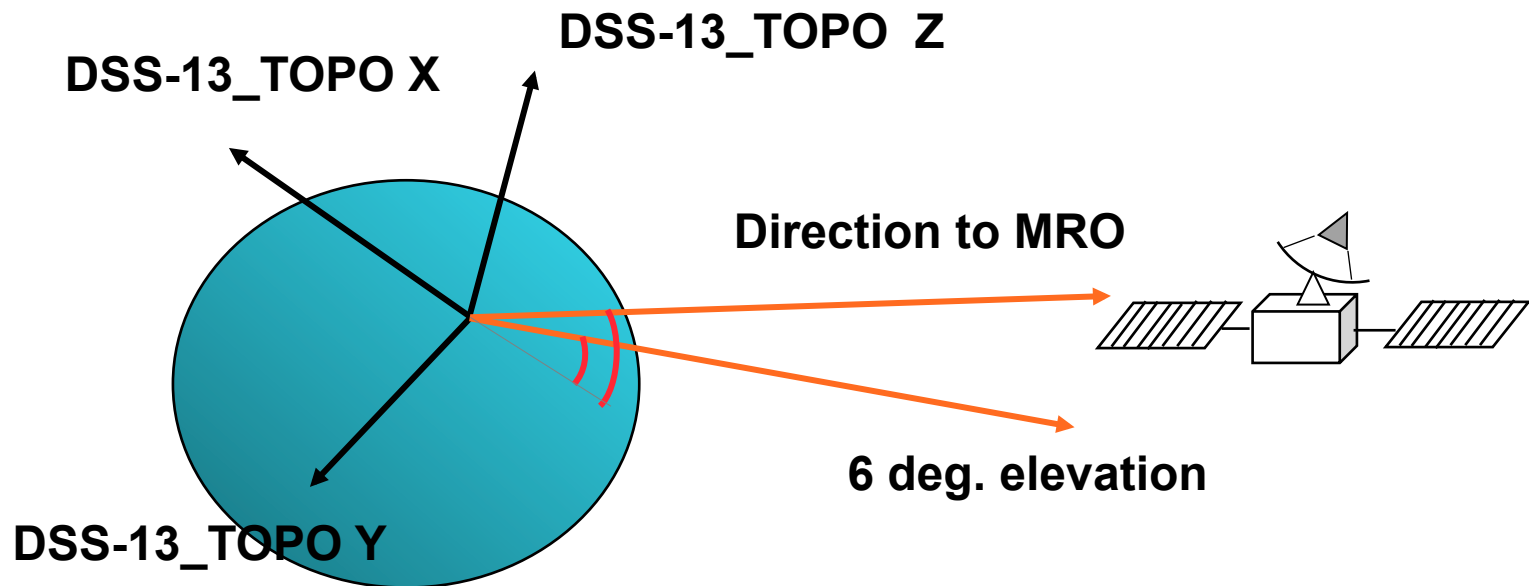 DSS-13_TOPO Z
DSS-13_TOPO X
Direction to MRO
6 deg. elevation
DSS-13_TOPO Y